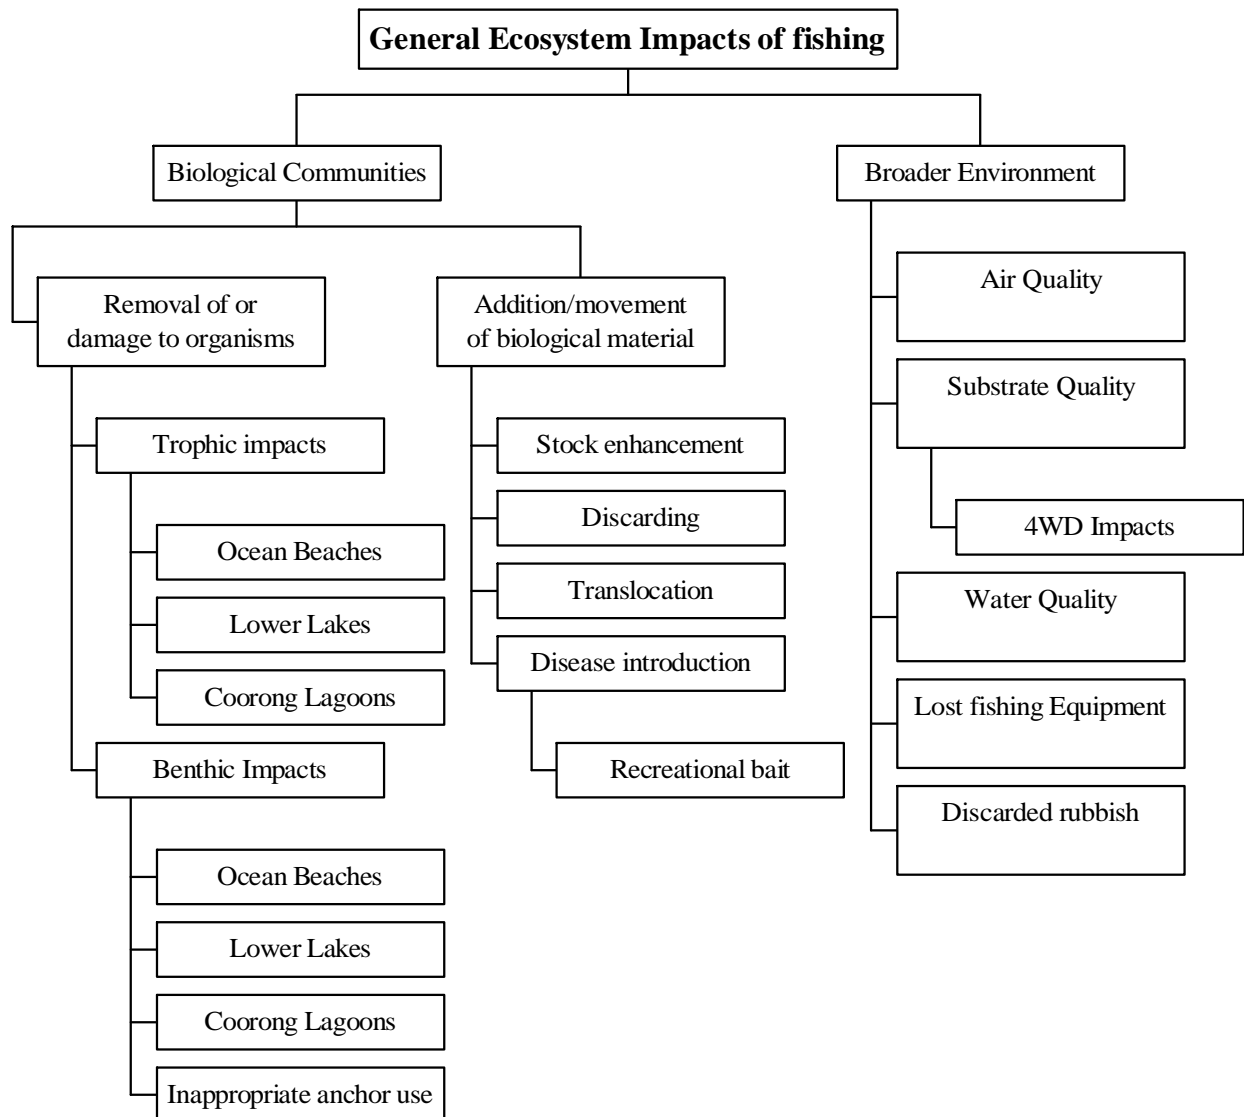 General Ecosystem Impacts of fishing
Biological Communities
Broader Environment
Removal of or
damage to organisms
Addition/movement
of biological material
Trophic impacts
Ocean Beaches
Lower Lakes
Coorong Lagoons
Benthic Impacts
Ocean Beaches
Lower Lakes
Coorong Lagoons
Inappropriate anchor use
Stock enhancement
Discarding
Translocation
Disease introduction
Recreational bait
Air Quality
Substrate Quality
4WD Impacts
Water Quality
Lost fishing Equipment
Discarded rubbish